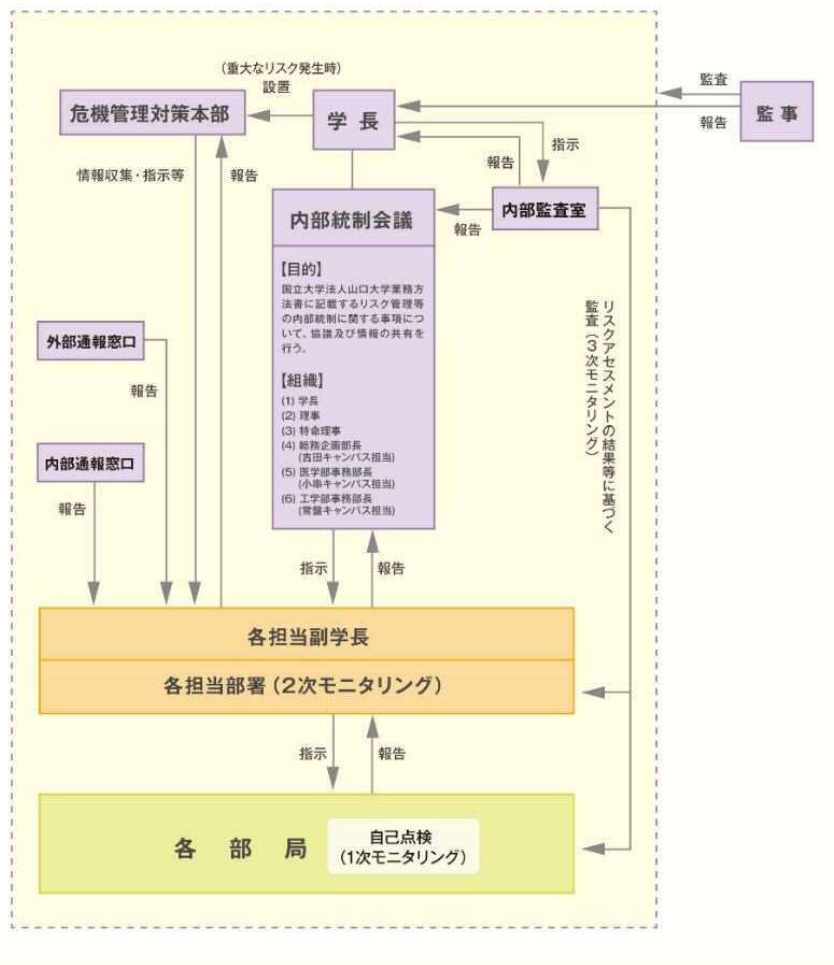 (重大なリスク発生時)
設置
監査
危機管理対策本部
学 長
報告
監 事
指示
報告
情報収集・指示等
報告
内部統制会議
内部監査室
報告
【目的】
国立大学法人山口大学業務方
法書に記載するリスク管理等
の内部統制に関する事項につ
いて、協議及び情報の共有を
行う。
リスクアセスメントの結果等に基づく
監査(3次モニタリング)
外部通報窓口
報告
【組織】
(1) 学長
(2) 理事
(3) 特命理事
(4) 総務企画部長
(吉田キャンパス担当)
(5) 医学部事務部長
(小串キャンパス担当)
(6) 工学部事務部長
(常盤キャンパス担当)
内部通報窓口
報告
指示
報告
各担当副学長
各担当部署(2次モニタリング)
指示
報告
各 部 局
自己点検
(1次モニタリング)